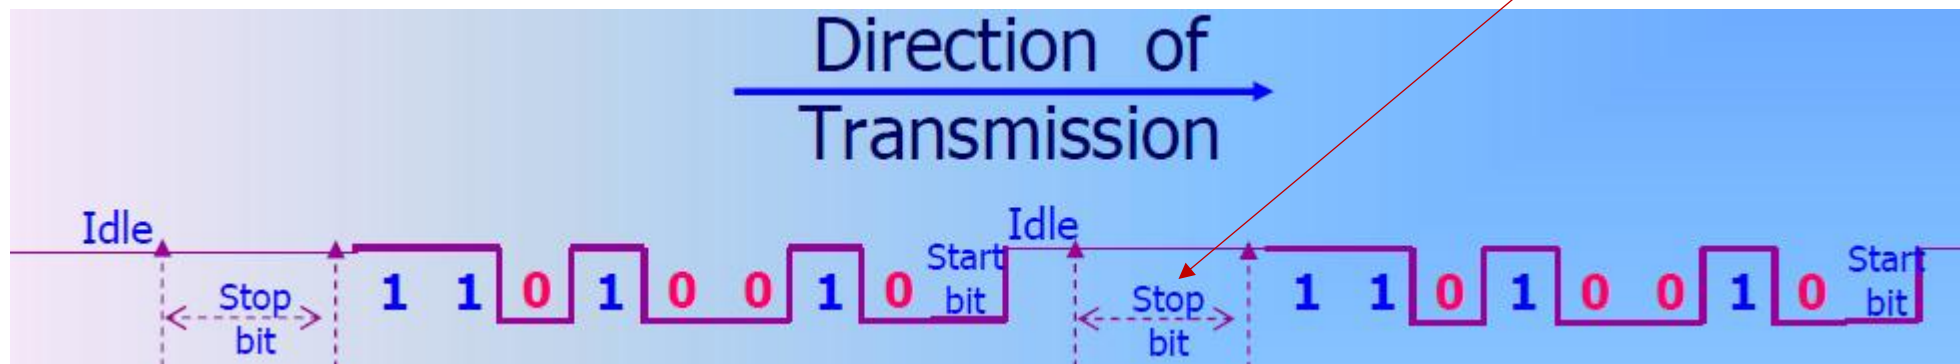 Direction of
Transmission
Idle
Stop
bit
1 1 0 1 0 0 1 0
Start
bit
Idle
Stop
bit
1 1 0 1 0 0 1 0
Start
bit